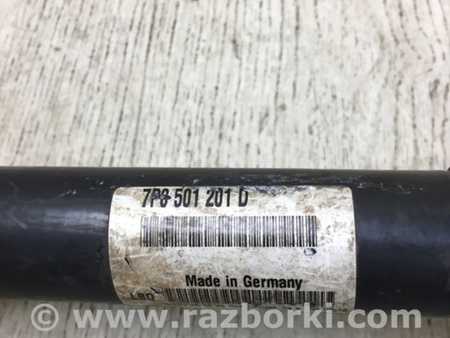 7P0 501 201 D
Made in Germany
www.razborki.com